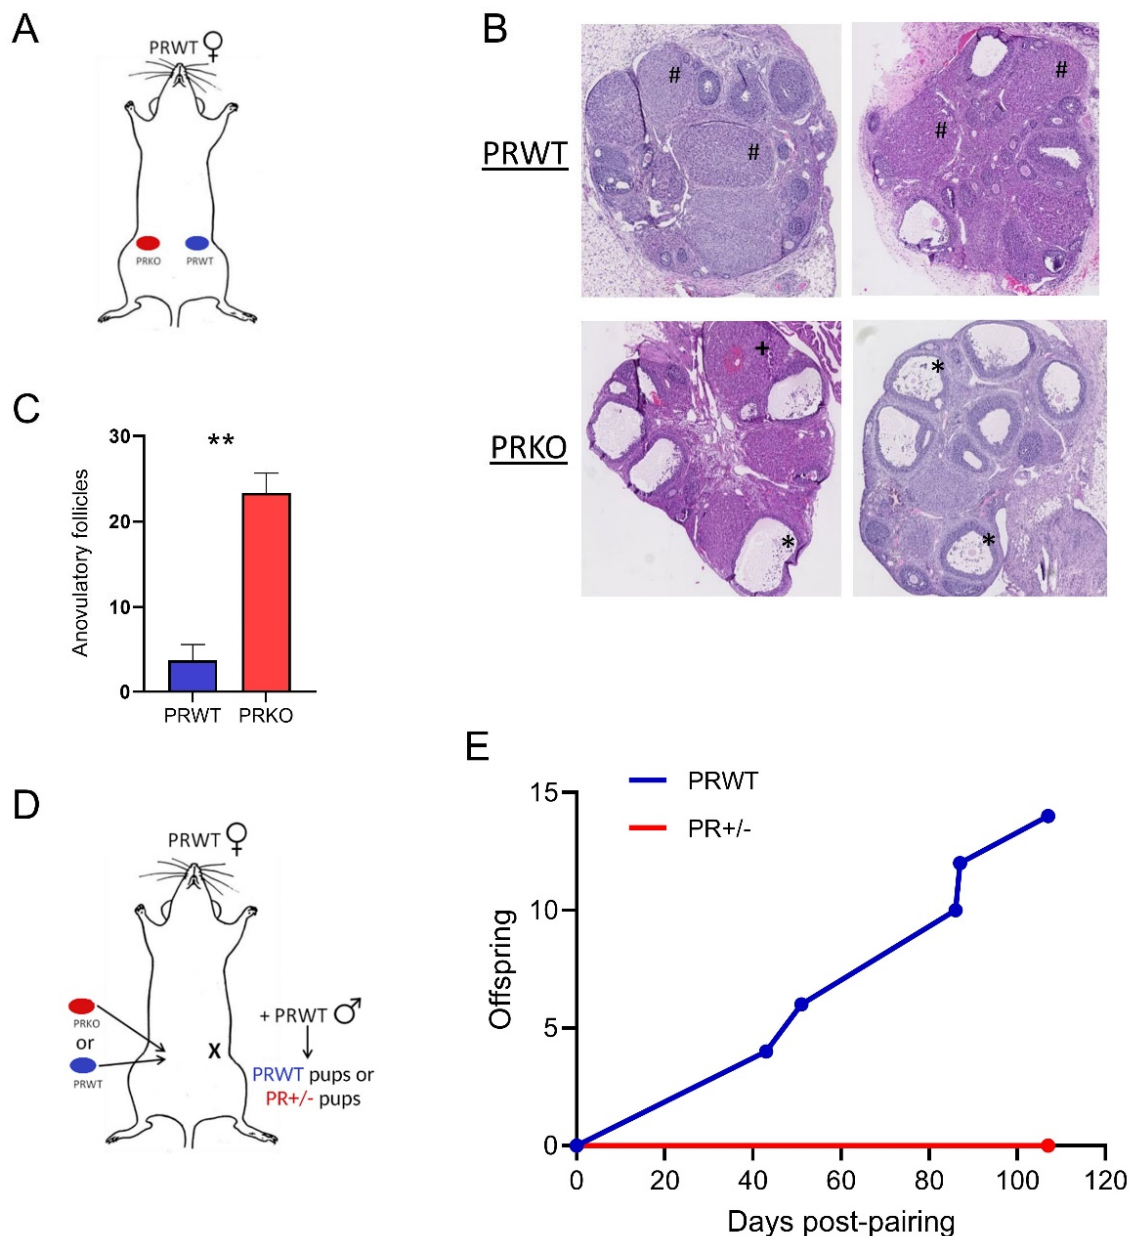 A
PRWT ♀
PRKO
PRWT
B
PRWT
#
#
#
#
PRKO
+
*
*
*
C
Anovulatory follicles
30
20
10
0
**
PRWT
PRKO
D
PRWT ♀
PRKO
or
PRWT
X
+ PRWT ♂
PRWT pups or
PR+/- pups
E
PRWT
PR+/-
Offspring
15
10
5
0
0
20
40
60
80
100
120
Days post-pairing